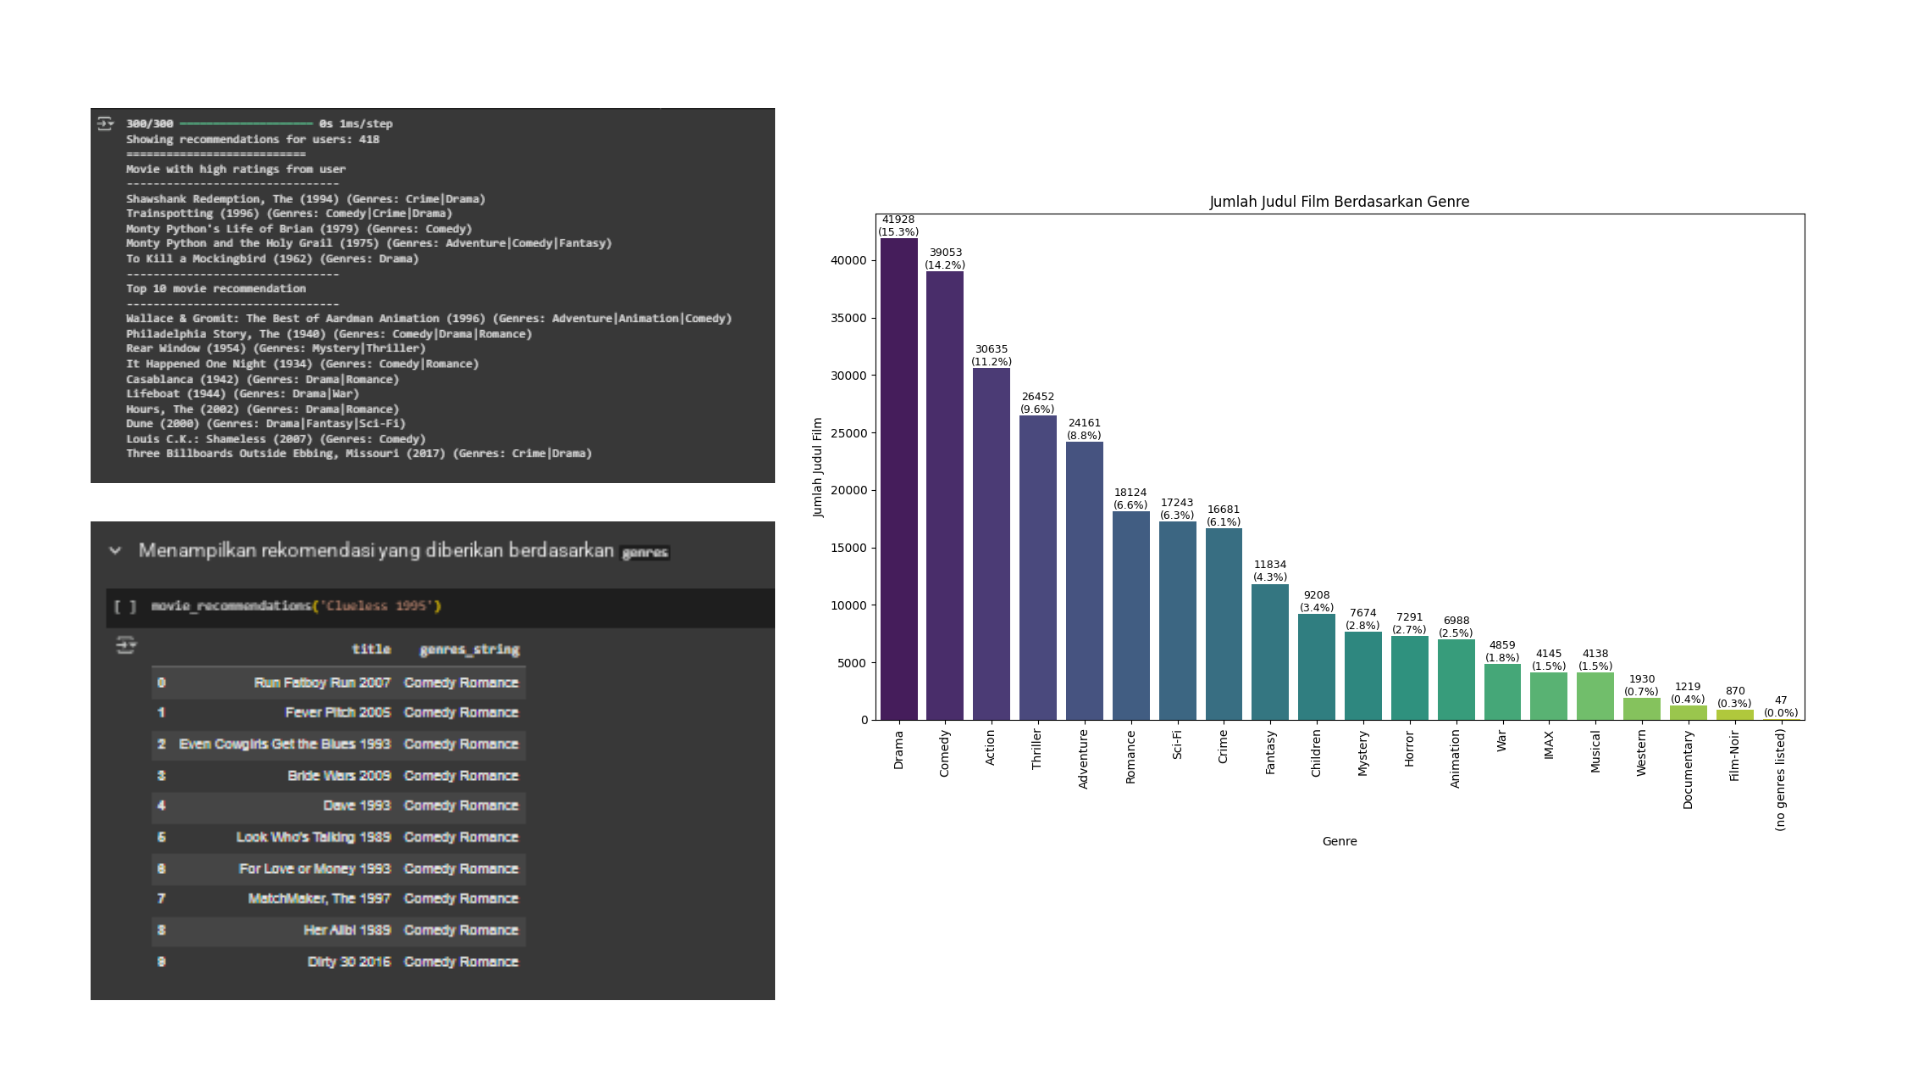 300/300 0s 1ms/step
Showing recommendations for users: 418
===========================
Movie with high ratings from user
--------------------------------
Shawshank Redemption, The (1994) (Genres: Crime|Drama)
Trainspotting (1996) (Genres: Comedy|Crime|Drama)
Monty Python's Life of Brian (1979) (Genres: Comedy)
Monty Python and the Holy Grail (1975) (Genres: Adventure|Comedy|Fantasy)
To Kill a Mockingbird (1962) (Genres: Drama)
--------------------------------
Top 10 movie recommendation
--------------------------------
Wallace & Gromit: The Best of Aardman Animation (1996) (Genres: Adventure|Animation|Comedy)
Philadelphia Story, The (1940) (Genres: Comedy|Drama|Romance)
Rear Window (1954) (Genres: Mystery|Thriller)
It Happened One Night (1934) (Genres: Comedy|Romance)
Casablanca (1942) (Genres: Drama|Romance)
Lifeboat (1944) (Genres: Drama|War)
Hours, The (2002) (Genres: Drama|Romance)
Dune (2000) (Genres: Drama|Fantasy|Sci-Fi)
Louis C.K.: Shameless (2007) (Genres: Comedy)
Three Billboards Outside Ebbing, Missouri (2017) (Genres: Crime|Drama)
Menampilkan rekomendasi yang diberikan berdasarkan genres
[ ] movie_recommendations('Clueless 1995')
title genres_string
0 Run Fatboy Run 2007 Comedy Romance
1 Fever Pitch 2005 Comedy Romance
2 Even Cowgirls Get the Blues 1993 Comedy Romance
3 Bride Wars 2009 Comedy Romance
4 Dave 1993 Comedy Romance
5 Look Who's Talking 1989 Comedy Romance
6 For Love or Money 1993 Comedy Romance
7 MatchMaker, The 1997 Comedy Romance
8 Her Alibi 1989 Comedy Romance
9 Dirty 30 2016 Comedy Romance
Jumlah Judul Film Berdasarkan Genre
Jumlah Judul Film
40000
35000
30000
25000
20000
15000
10000
5000
0
41928
(15.3%)
39053
(14.2%)
30635
(11.2%)
26452
(9.6%)
24161
(8.8%)
18124
(6.6%)
17243
(6.3%)
16681
(6.1%)
11834
(4.3%)
9208
(3.4%)
7674
(2.8%)
7291
(2.7%)
6988
(2.5%)
4859
(1.8%)
4145
(1.5%)
4138
(1.5%)
1930
(0.7%)
1219
(0.4%)
870
(0.3%)
47
(0.0%)
Drama
Comedy
Action
Thriller
Adventure
Romance
Sci-Fi
Crime
Fantasy
Children
Mystery
Horror
Animation
War
IMAX
Musical
Western
Documentary
Film-Noir
(no genres listed)
Genre